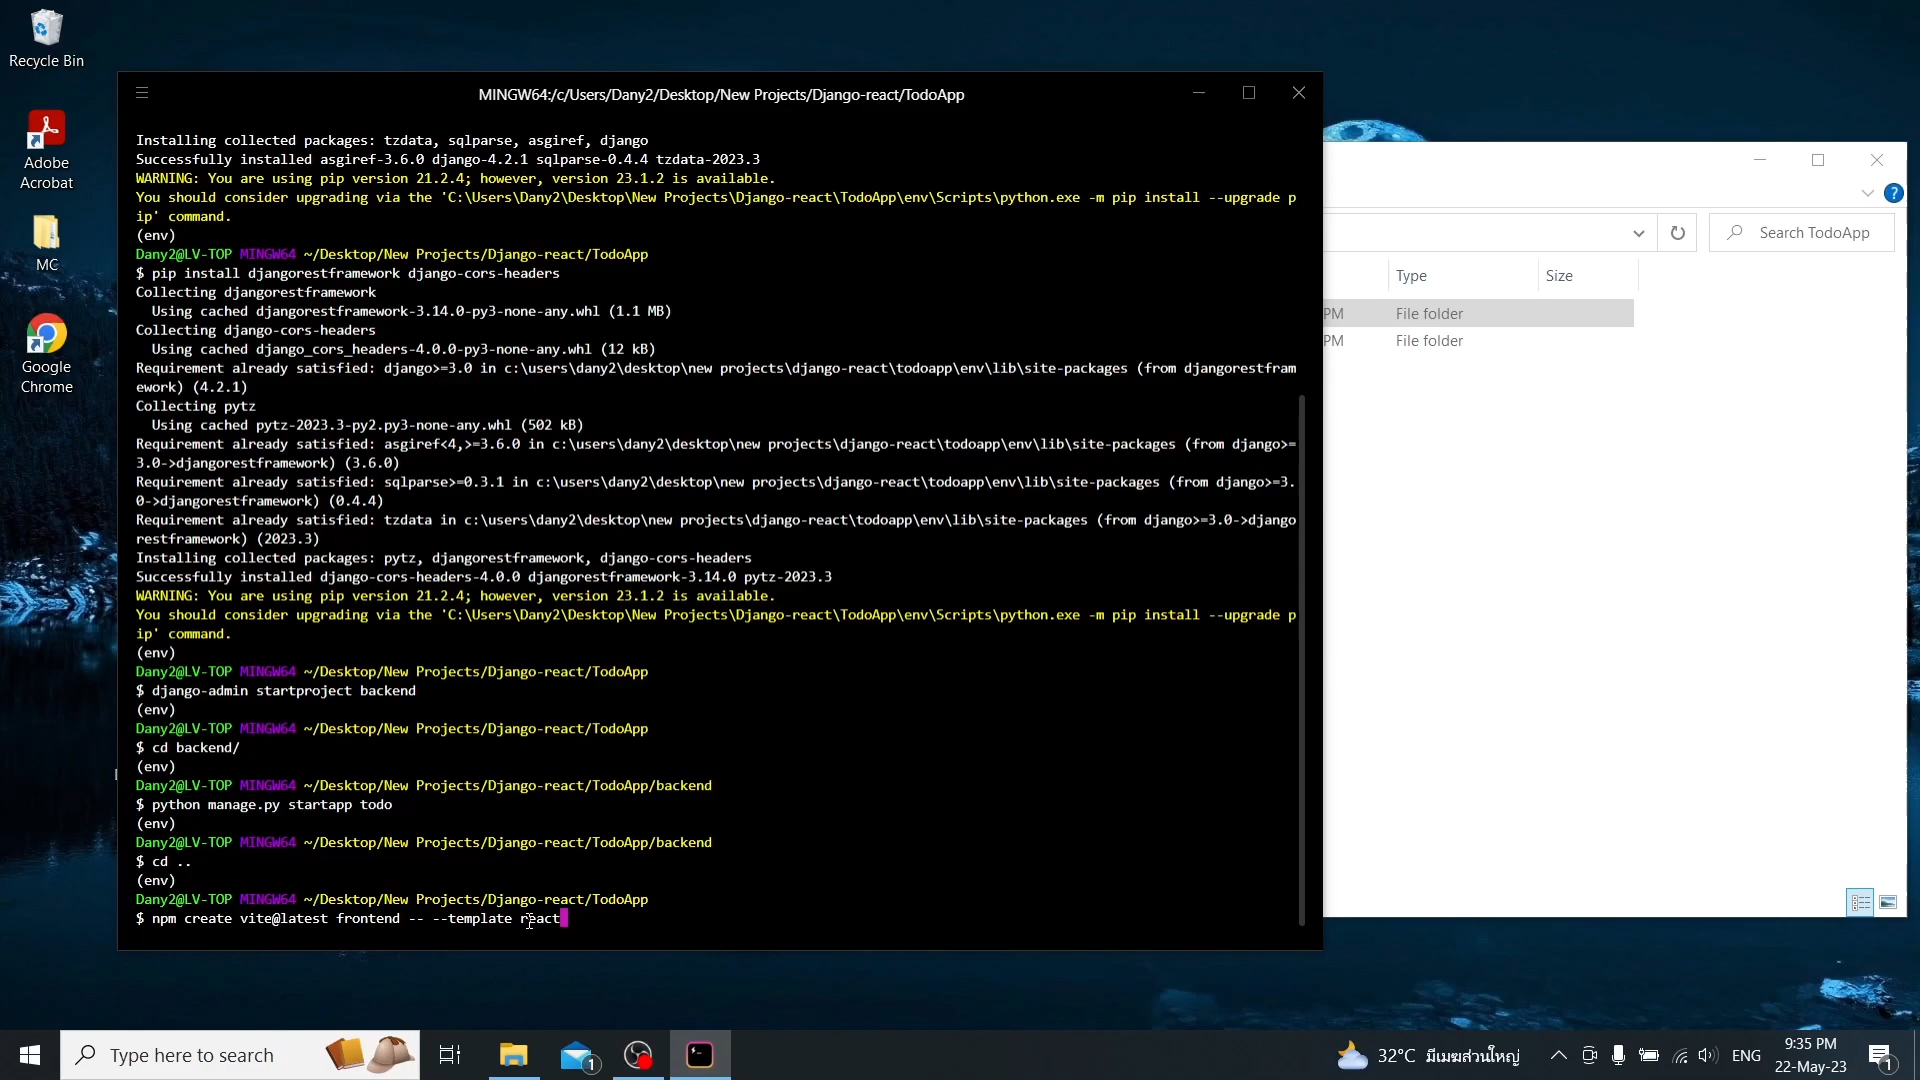 Recycle Bin
Adobe
Acrobat
MC
Google
Chrome
MINGW64:/c/Users/Dany2/Desktop/New Projects/Django-react/TodoApp
Installing collected packages: tzdata, sqlparse, asgiref, django
Successfully installed asgiref-3.6.0 django-4.2.1 sqlparse-0.4.4 tzdata-2023.3
WARNING: You are using pip version 21.2.4; however, version 23.1.2 is available.
You should consider upgrading via the 'C:\Users\Dany2\Desktop\New Projects\Django-react\TodoApp\env\Scripts\python.exe -m pip install --upgrade p
ip' command.
(env)
Dany2@LV-TOP MINGW64 ~/Desktop/New Projects/Django-react/TodoApp
$ pip install djangorestframework django-cors-headers
Collecting djangorestframework
  Using cached djangorestframework-3.14.0-py3-none-any.whl (1.1 MB)
Collecting django-cors-headers
  Using cached django_cors_headers-4.0.0-py3-none-any.whl (12 kB)
Requirement already satisfied: django>=3.0 in c:\users\dany2\desktop\new projects\django-react\todoapp\env\lib\site-packages (from djangorestfram
ework) (4.2.1)
Collecting pytz
  Using cached pytz-2023.3-py2.py3-none-any.whl (502 kB)
Requirement already satisfied: asgiref<4,>=3.6.0 in c:\users\dany2\desktop\new projects\django-react\todoapp\env\lib\site-packages (from django>=
3.0->djangorestframework) (3.6.0)
Requirement already satisfied: sqlparse>=0.3.1 in c:\users\dany2\desktop\new projects\django-react\todoapp\env\lib\site-packages (from django>=3.
0->djangorestframework) (0.4.4)
Requirement already satisfied: tzdata in c:\users\dany2\desktop\new projects\django-react\todoapp\env\lib\site-packages (from django>=3.0->django
restframework) (2023.3)
Installing collected packages: pytz, djangorestframework, django-cors-headers
Successfully installed django-cors-headers-4.0.0 djangorestframework-3.14.0 pytz-2023.3
WARNING: You are using pip version 21.2.4; however, version 23.1.2 is available.
You should consider upgrading via the 'C:\Users\Dany2\Desktop\New Projects\Django-react\TodoApp\env\Scripts\python.exe -m pip install --upgrade p
ip' command.
(env)
Dany2@LV-TOP MINGW64 ~/Desktop/New Projects/Django-react/TodoApp
$ django-admin startproject backend
(env)
Dany2@LV-TOP MINGW64 ~/Desktop/New Projects/Django-react/TodoApp
$ cd backend/
(env)
Dany2@LV-TOP MINGW64 ~/Desktop/New Projects/Django-react/TodoApp/backend
$ python manage.py startapp todo
(env)
Dany2@LV-TOP MINGW64 ~/Desktop/New Projects/Django-react/TodoApp/backend
$ cd ..
(env)
Dany2@LV-TOP MINGW64 ~/Desktop/New Projects/Django-react/TodoApp
$ npm create vite@latest frontend -- --template react
Search TodoApp
Type Size
PM File folder
PM File folder
Type here to search
1
32°C มีเมฆส่วนใหญ่
ENG
9:35 PM
22-May-23
1